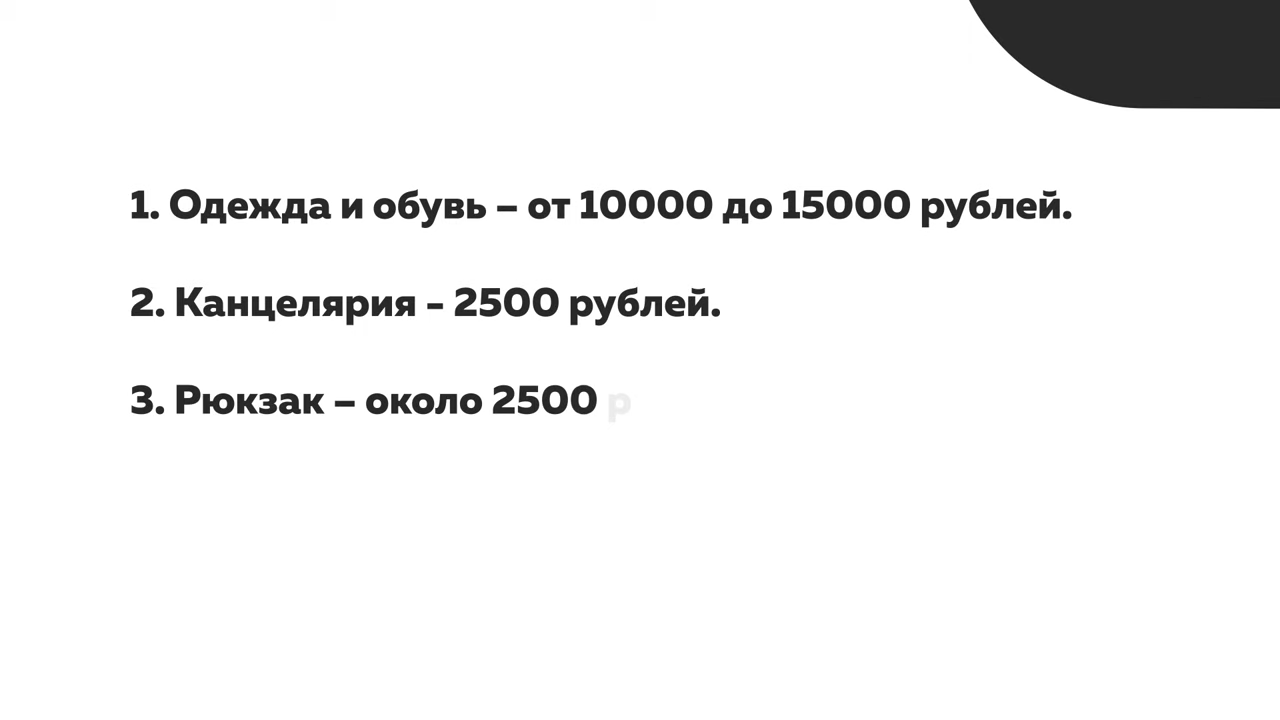 1. Одежда и обувь – от 10000 до 15000 рублей.
2. Канцелярия - 2500 рублей.
3. Рюкзак – около 2500 р